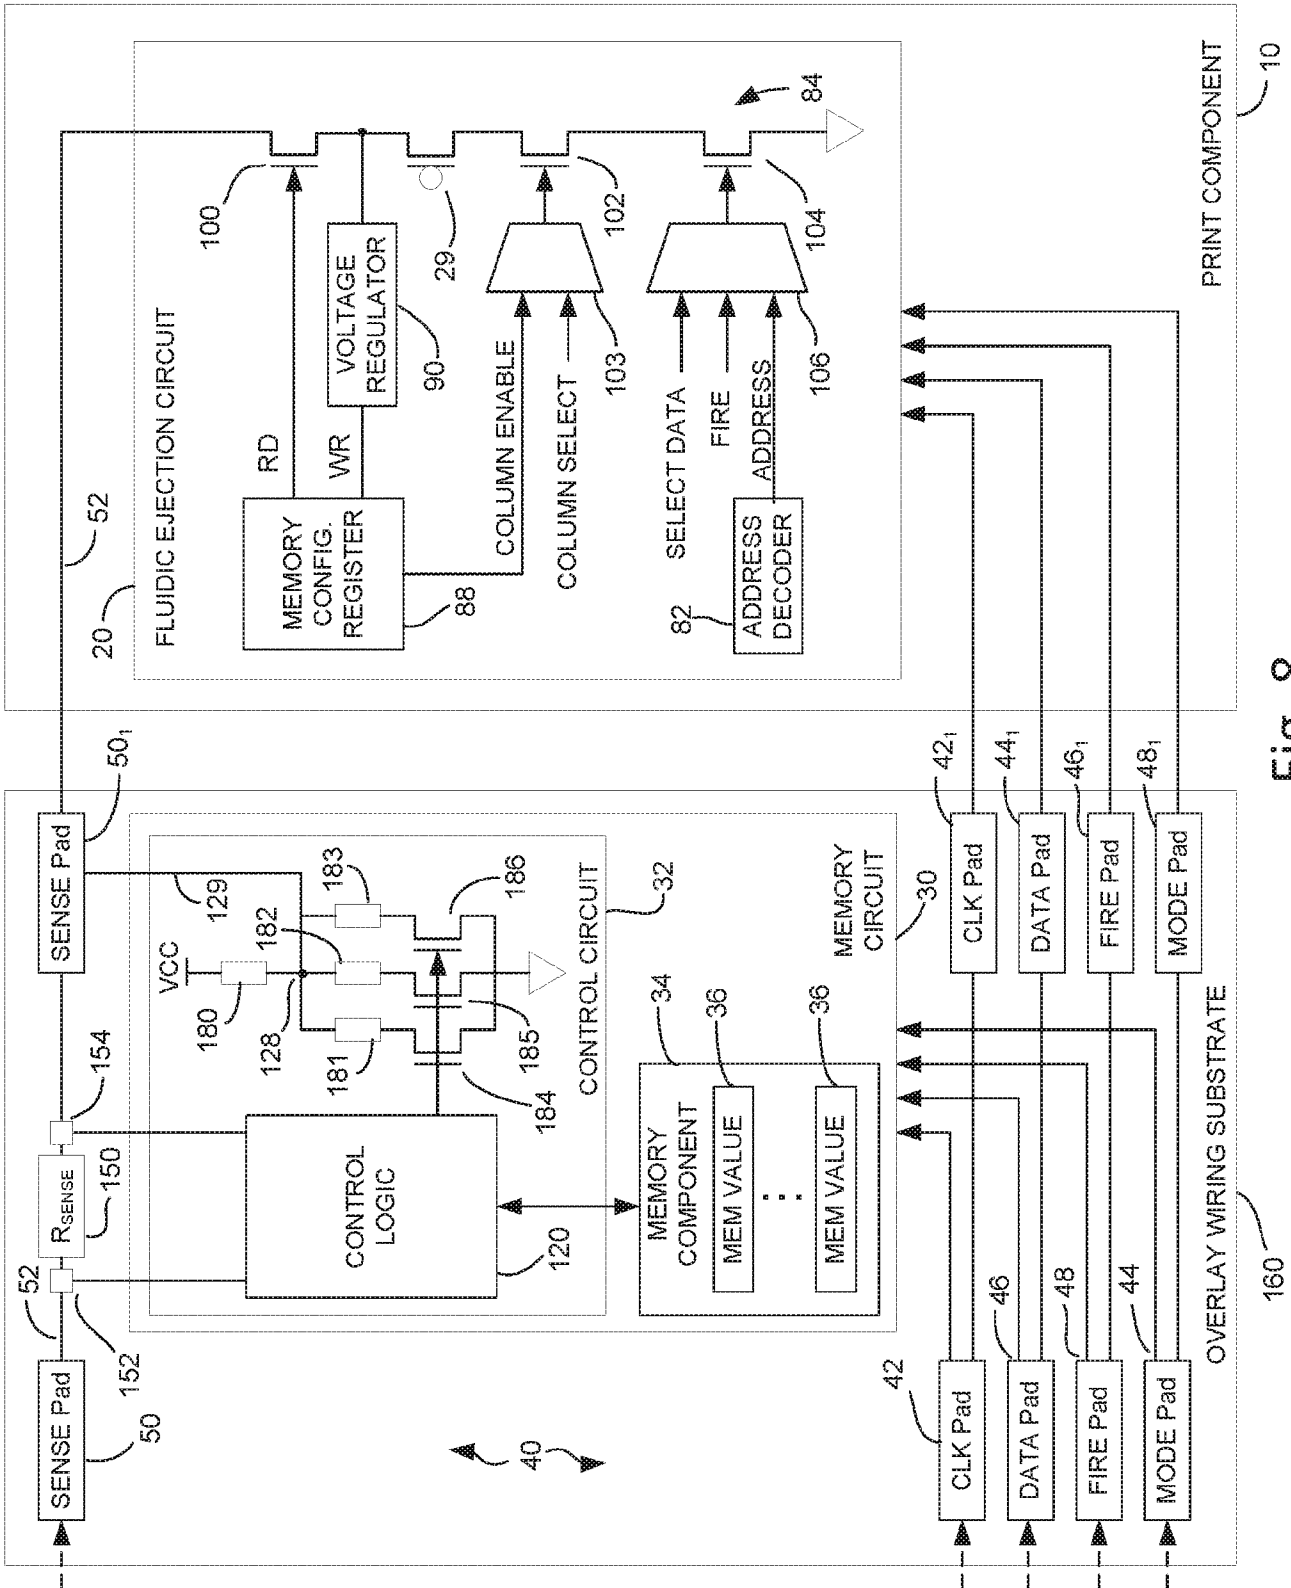 52
20
FLUIDIC EJECTION CIRCUIT
100
RD
WR
MEMORY
CONFIG.
REGISTER
88
VOLTAGE
REGULATOR
90
29
COLUMN ENABLE
COLUMN SELECT
103
102
SELECT DATA
FIRE
ADDRESS
82
ADDRESS
DECODER
106
104
84
PRINT COMPONENT
10
SENSE Pad
50
52
152
RSENSE
150
154
SENSE Pad
501
129
VCC
180
128
181
182
183
184
185
186
CONTROL
LOGIC
120
CONTROL CIRCUIT
32
MEMORY
COMPONENT
34
MEM VALUE
36
...
MEM VALUE
36
MEMORY
CIRCUIT
30
40
CLK Pad
42
DATA Pad
46
FIRE Pad
48
MODE Pad
44
CLK Pad
421
DATA Pad
441
FIRE Pad
461
MODE Pad
481
OVERLAY WIRING SUBSTRATE
160